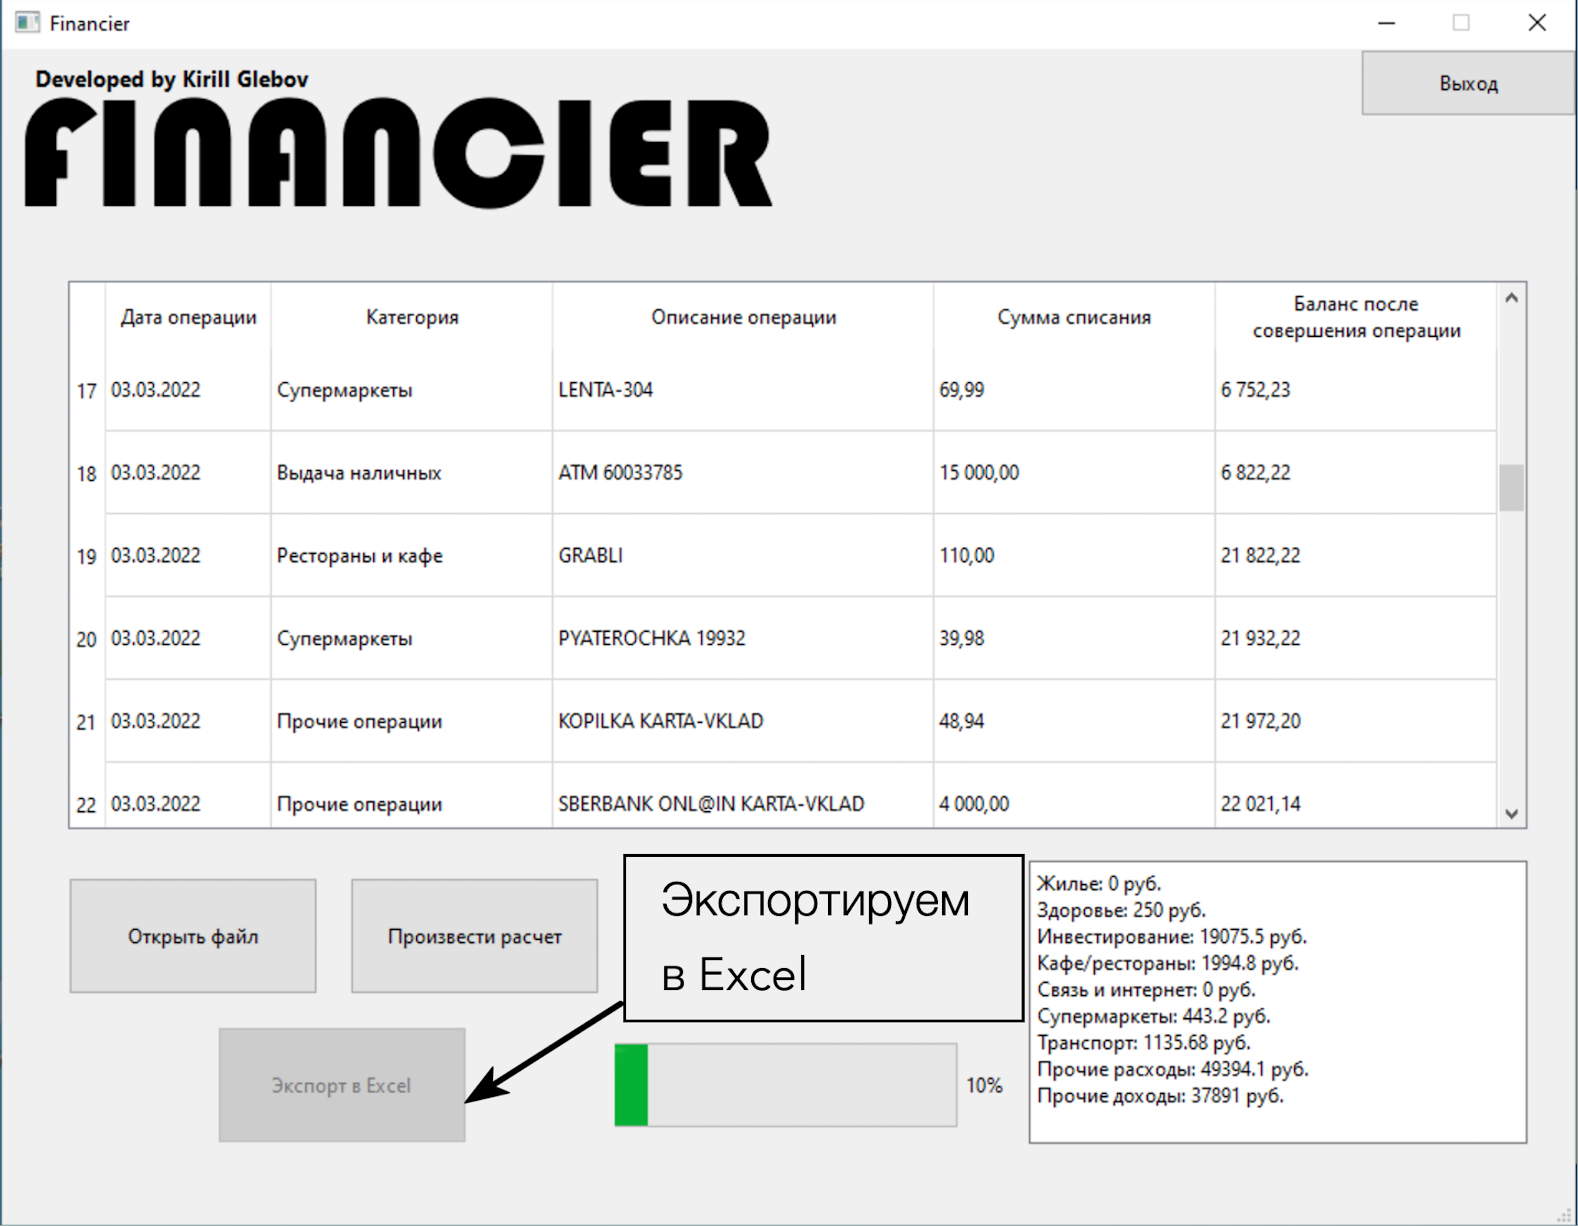 Financier
Developed by Kirill Glebov
Выход
FINANCIER
Дата операции Категория Описание операции Сумма списания Баланс после совершения операции
17 03.03.2022 Супермаркеты LENTA-304 69,99 6 752,23
18 03.03.2022 Выдача наличных ATM 60033785 15 000,00 6 822,22
19 03.03.2022 Рестораны и кафе GRABLI 110,00 21 822,22
20 03.03.2022 Супермаркеты PYATEROCHKA 19932 39,98 21 932,22
21 03.03.2022 Прочие операции KOPILKA KARTA-VKLAD 48,94 21 972,20
22 03.03.2022 Прочие операции SBERBANK ONL@IN KARTA-VKLAD 4 000,00 22 021,14
Открыть файл
Произвести расчет
Экспортируем
в Excel
Экспорт в Excel
10%
Жилье: 0 руб.
Здоровье: 250 руб.
Инвестирование: 19075.5 руб.
Кафе/рестораны: 1994.8 руб.
Связь и интернет: 0 руб.
Супермаркеты: 443.2 руб.
Транспорт: 1135.68 руб.
Прочие расходы: 49394.1 руб.
Прочие доходы: 37891 руб.